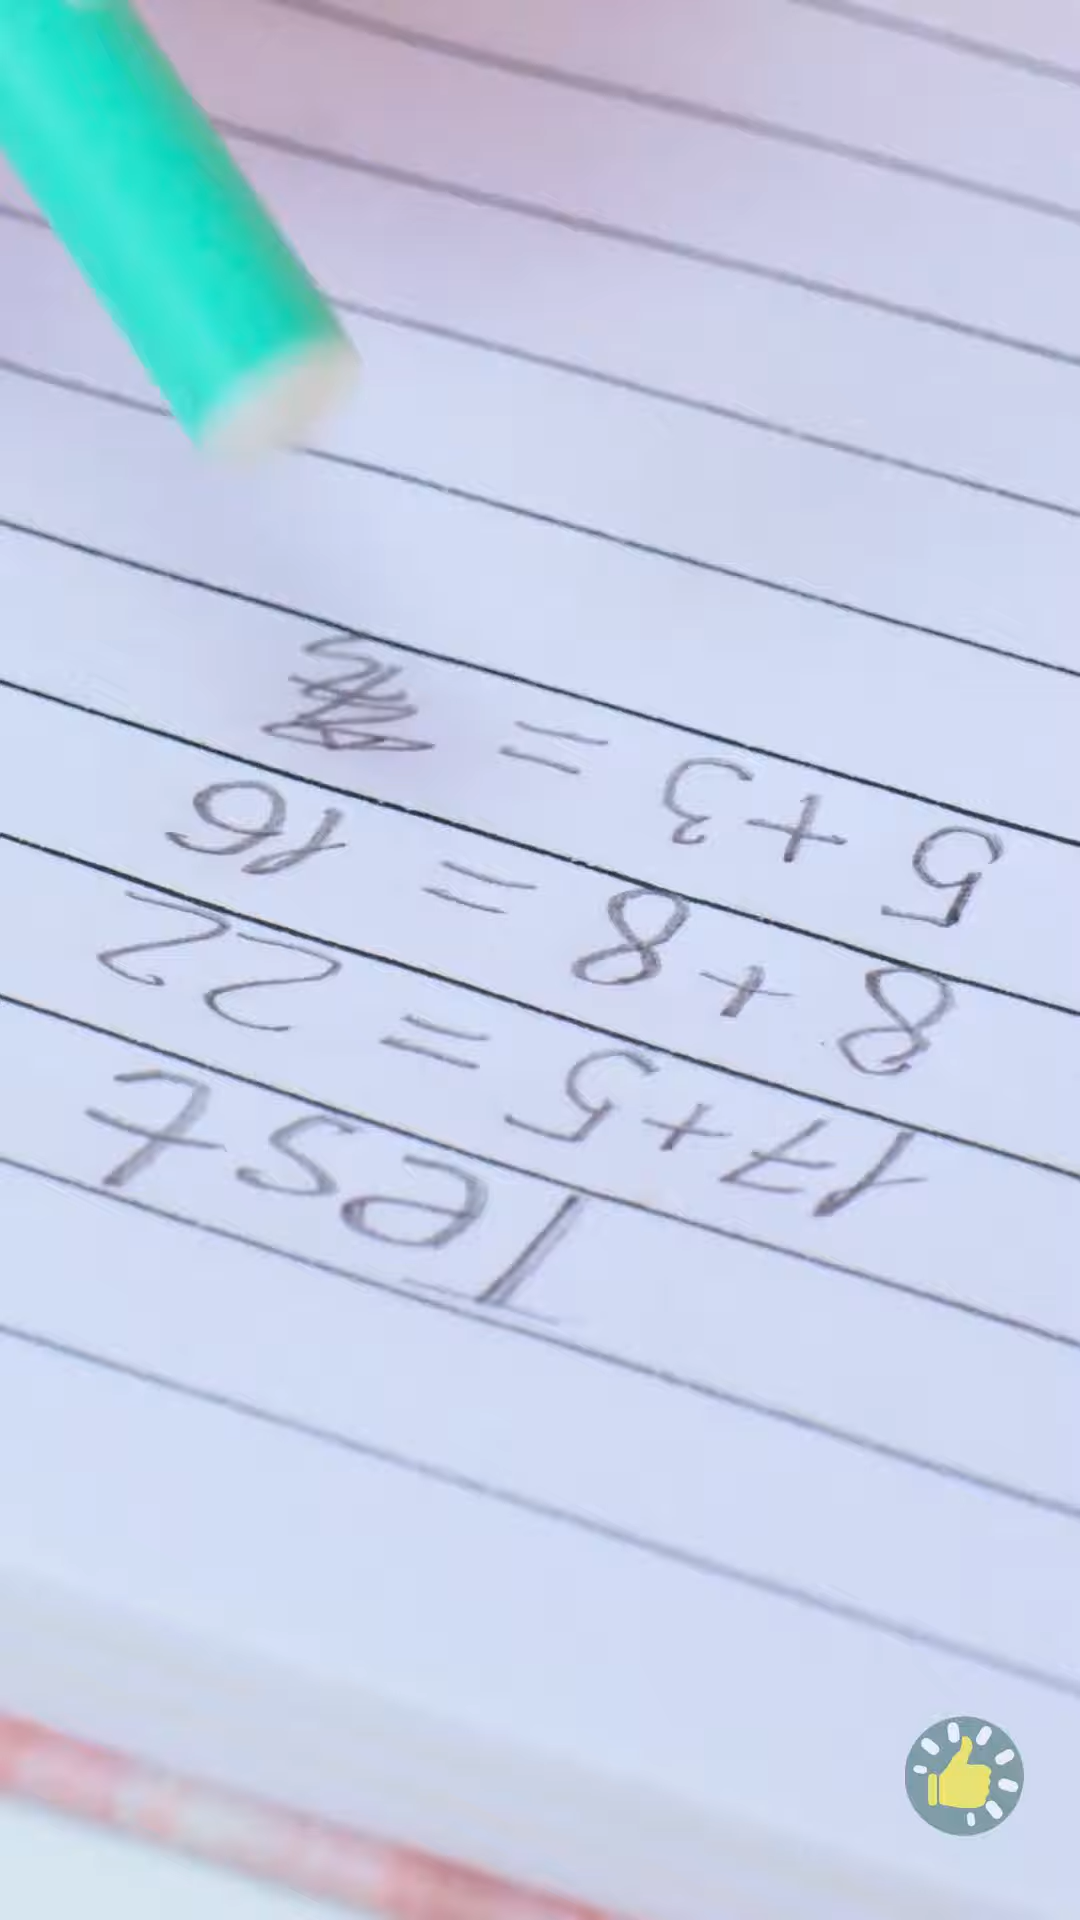 Test
17+5 = 22
8+8 = 16
5+3 =